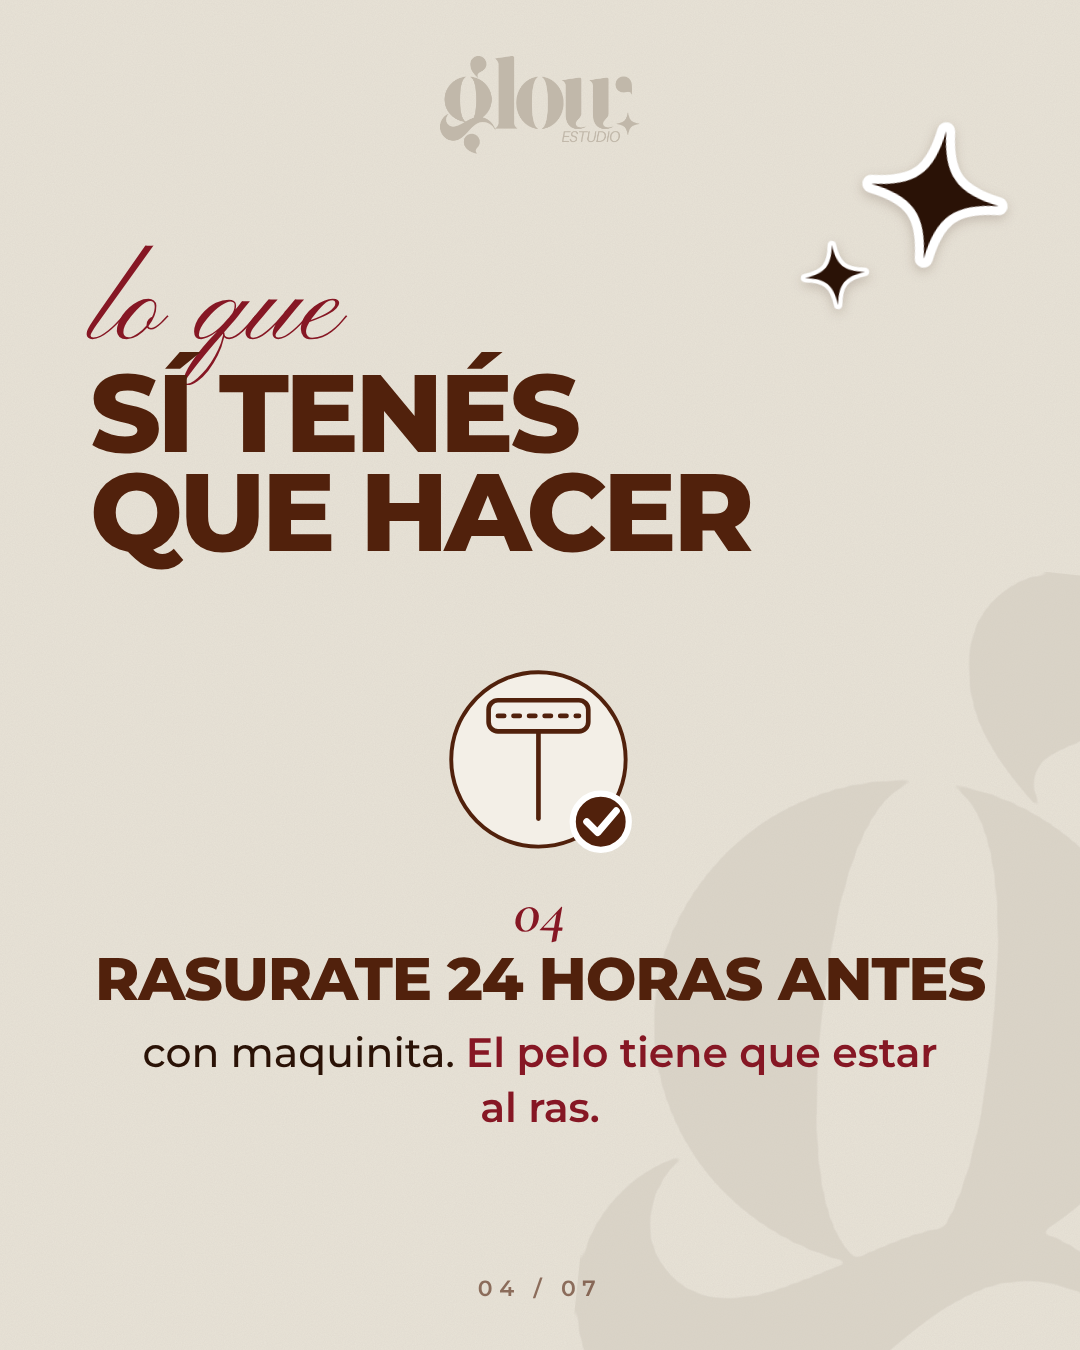 glow
ESTUDIO
lo que
SÍ TENÉS
QUE HACER
04
RASURATE 24 HORAS ANTES
con maquinita. El pelo tiene que estar
al ras.
04 / 07